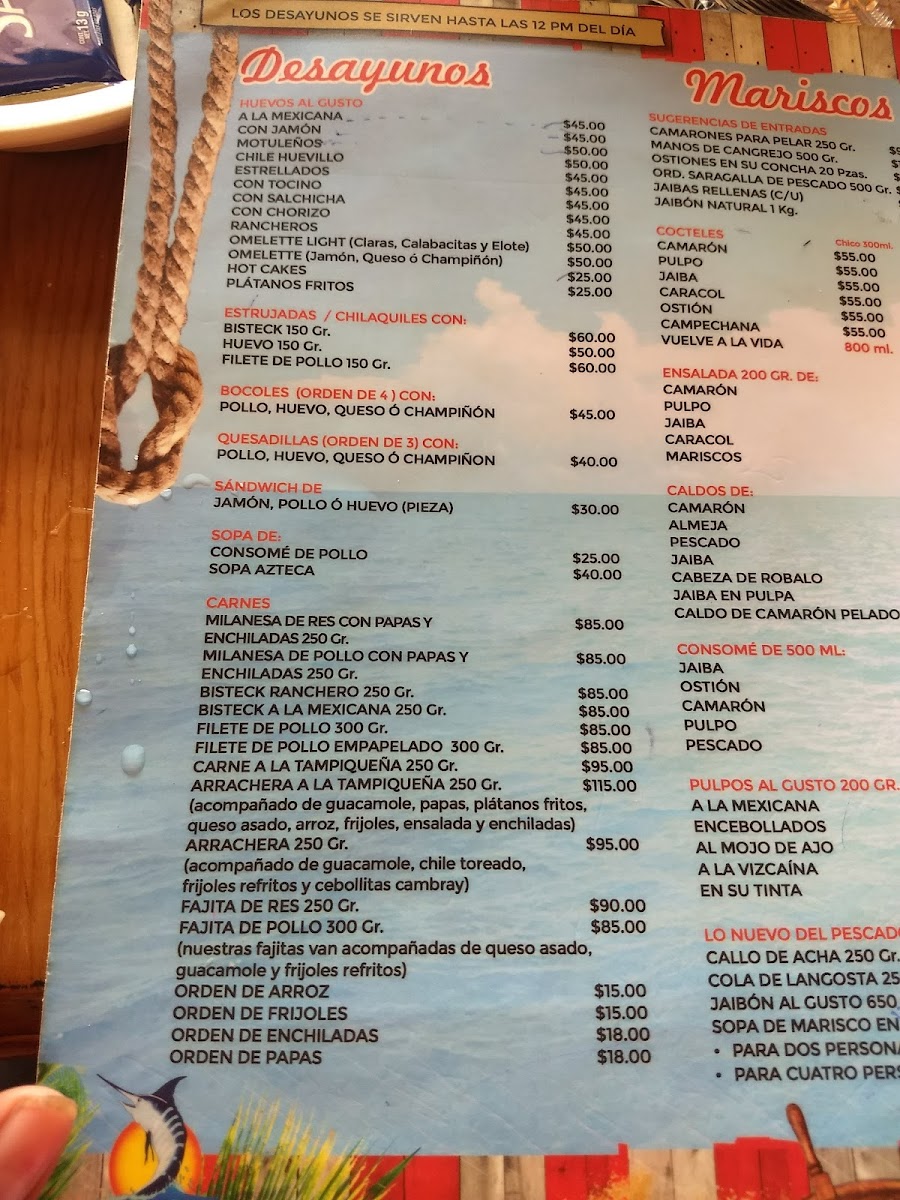 LOS DESAYUNOS SE SIRVEN HASTA LAS 12 PM DEL DÍA
Desayunos
HUEVOS AL GUSTO
A LA MEXICANA $45.00
CON JAMÓN $45.00
MOTULEÑOS $50.00
CHILE HUEVILLO $50.00
ESTRELLADOS $45.00
CON TOCINO $45.00
CON SALCHICHA $45.00
CON CHORIZO $45.00
RANCHEROS $45.00
OMELETTE LIGHT (Claras, Calabacitas y Elote) $50.00
OMELETTE (Jamón, Queso ó Champiñón) $50.00
HOT CAKES $25.00
PLÁTANOS FRITOS $25.00
ESTRUJADAS / CHILAQUILES CON:
BISTECK 150 Gr. $60.00
HUEVO 150 Gr. $50.00
FILETE DE POLLO 150 Gr. $60.00
BOCOLES (ORDEN DE 4 ) CON:
POLLO, HUEVO, QUESO Ó CHAMPIÑÓN $45.00
QUESADILLAS (ORDEN DE 3) CON:
POLLO, HUEVO, QUESO Ó CHAMPIÑON $40.00
SÁNDWICH DE
JAMÓN, POLLO Ó HUEVO (PIEZA) $30.00
SOPA DE:
CONSOMÉ DE POLLO $25.00
SOPA AZTECA $40.00
CARNES
MILANESA DE RES CON PAPAS Y $85.00
ENCHILADAS 250 Gr.
MILANESA DE POLLO CON PAPAS Y $85.00
ENCHILADAS 250 Gr.
BISTECK RANCHERO 250 Gr. $85.00
BISTECK A LA MEXICANA 250 Gr. $85.00
FILETE DE POLLO 300 Gr. $85.00
FILETE DE POLLO EMPAPELADO 300 Gr. $85.00
CARNE A LA TAMPIQUEÑA 250 Gr. $95.00
ARRACHERA A LA TAMPIQUEÑA 250 Gr. $115.00
(acompañado de guacamole, papas, plátanos fritos,
queso asado, arroz, frijoles, ensalada y enchiladas)
ARRACHERA 250 Gr. $95.00
(acompañado de guacamole, chile toreado,
frijoles refritos y cebollitas cambray)
FAJITA DE RES 250 Gr. $90.00
FAJITA DE POLLO 300 Gr. $85.00
(nuestras fajitas van acompañadas de queso asado,
guacamole y frijoles refritos)
ORDEN DE ARROZ $15.00
ORDEN DE FRIJOLES $15.00
ORDEN DE ENCHILADAS $18.00
ORDEN DE PAPAS $18.00
Mariscos
SUGERENCIAS DE ENTRADAS
CAMARONES PARA PELAR 250 Gr.
MANOS DE CANGREJO 500 Gr.
OSTIONES EN SU CONCHA 20 Pzas.
ORD. SARAGALLA DE PESCADO 500 Gr.
JAIBAS RELLENAS (C/U)
JAIBÓN NATURAL 1 Kg.
COCTELES Chico 300ml.
CAMARÓN $55.00
PULPO $55.00
JAIBA $55.00
CARACOL $55.00
OSTIÓN $55.00
CAMPECHANA $55.00
VUELVE A LA VIDA 800 ml.
ENSALADA 200 GR. DE:
CAMARÓN
PULPO
JAIBA
CARACOL
MARISCOS
CALDOS DE:
CAMARÓN
ALMEJA
PESCADO
JAIBA
CABEZA DE ROBALO
JAIBA EN PULPA
CALDO DE CAMARÓN PELADO
CONSOMÉ DE 500 ML:
JAIBA
OSTIÓN
CAMARÓN
PULPO
PESCADO
PULPOS AL GUSTO 200 GR.
A LA MEXICANA
ENCEBOLLADOS
AL MOJO DE AJO
A LA VIZCAÍNA
EN SU TINTA
LO NUEVO DEL PESCAD
CALLO DE ACHA 250 Gr.
COLA DE LANGOSTA 25
JAIBÓN AL GUSTO 650
SOPA DE MARISCO EN
• PARA DOS PERSONA
• PARA CUATRO PERS